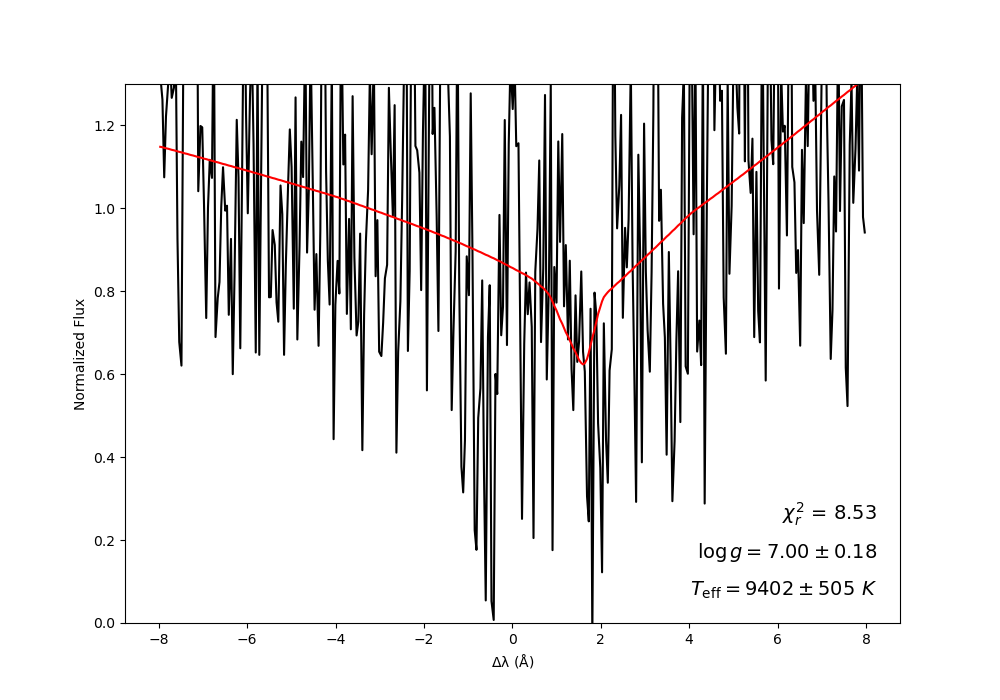 1.2
1.0
0.8
0.6
0.4
0.2
0.0
Normalized Flux
χ²ᵣ = 8.53
log g = 7.00 ± 0.18
T_eff = 9402 ± 505 K
−8 −6 −4 −2 0 2 4 6 8
Δλ (Å)